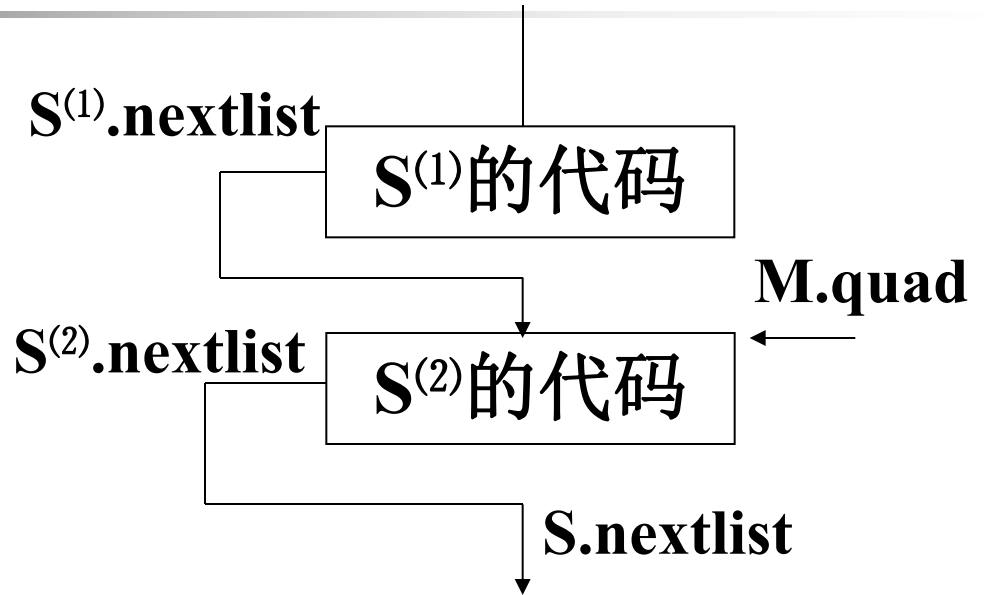 S⁽¹⁾.nextlist
S⁽¹⁾的代码
M.quad
S⁽²⁾.nextlist
S⁽²⁾的代码
S.nextlist